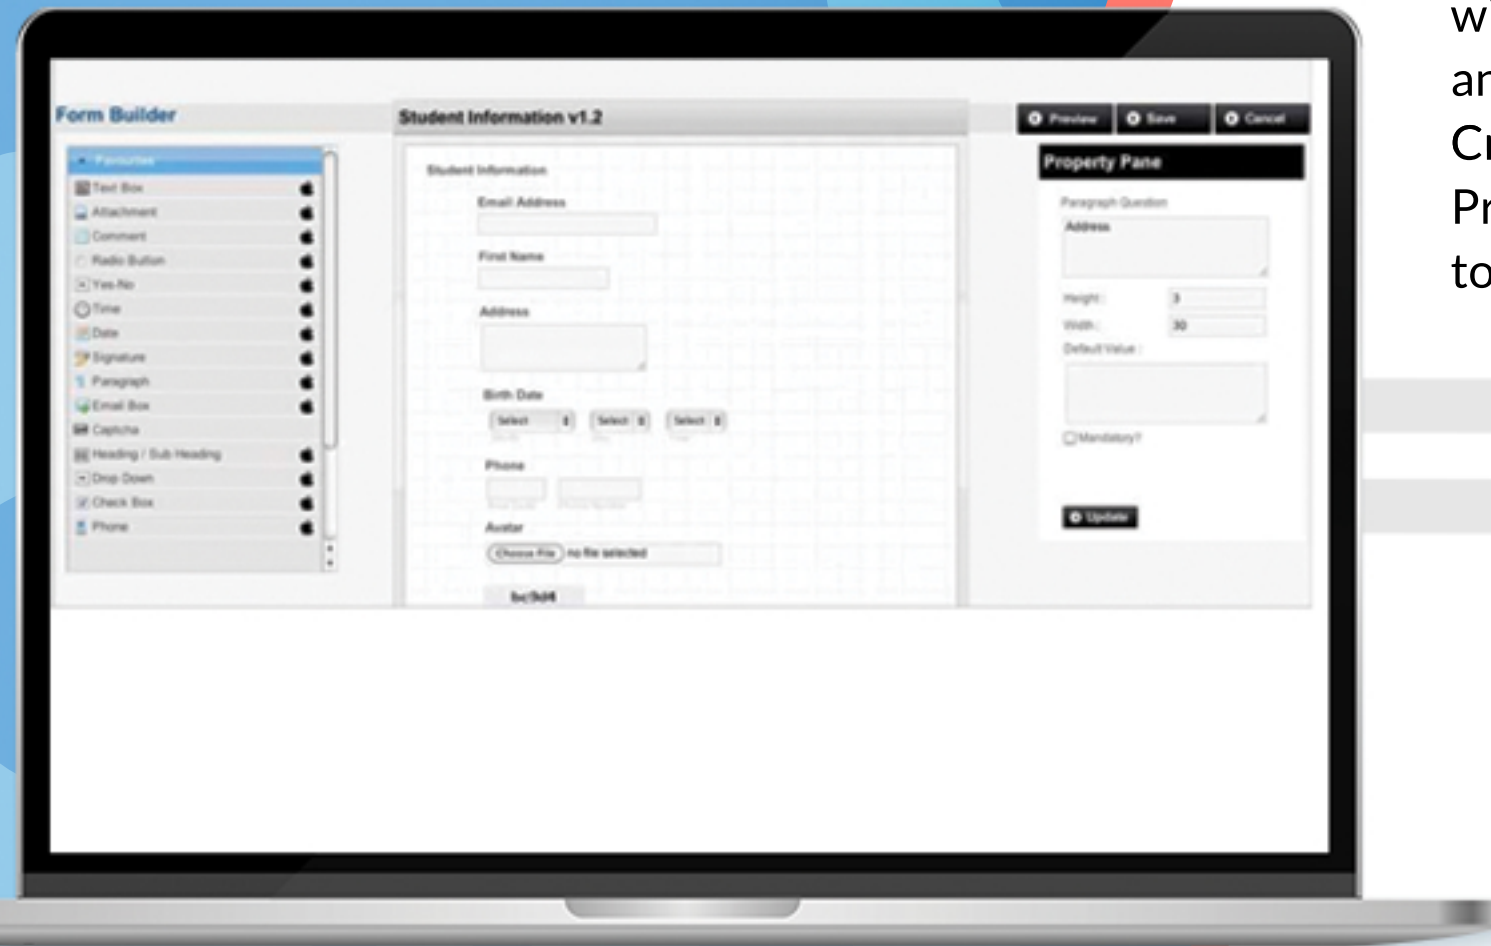 Form Builder
Favourites
Text Box
Attachment
Comment
Radio Button
Yes-No
Time
Date
Signature
Paragraph
Email Box
Captcha
Heading / Sub Heading
Drop Down
Check Box
Phone
Student Information v1.2
Student Information
Email Address
First Name
Address
Birth Date
Select Select Select
Phone
Avatar
Choose File no file selected
bc9d4
Preview Save Cancel
Property Pane
Paragraph Question
Address
Height : 3
Width : 30
Default Value :
Mandatory?
Update
to